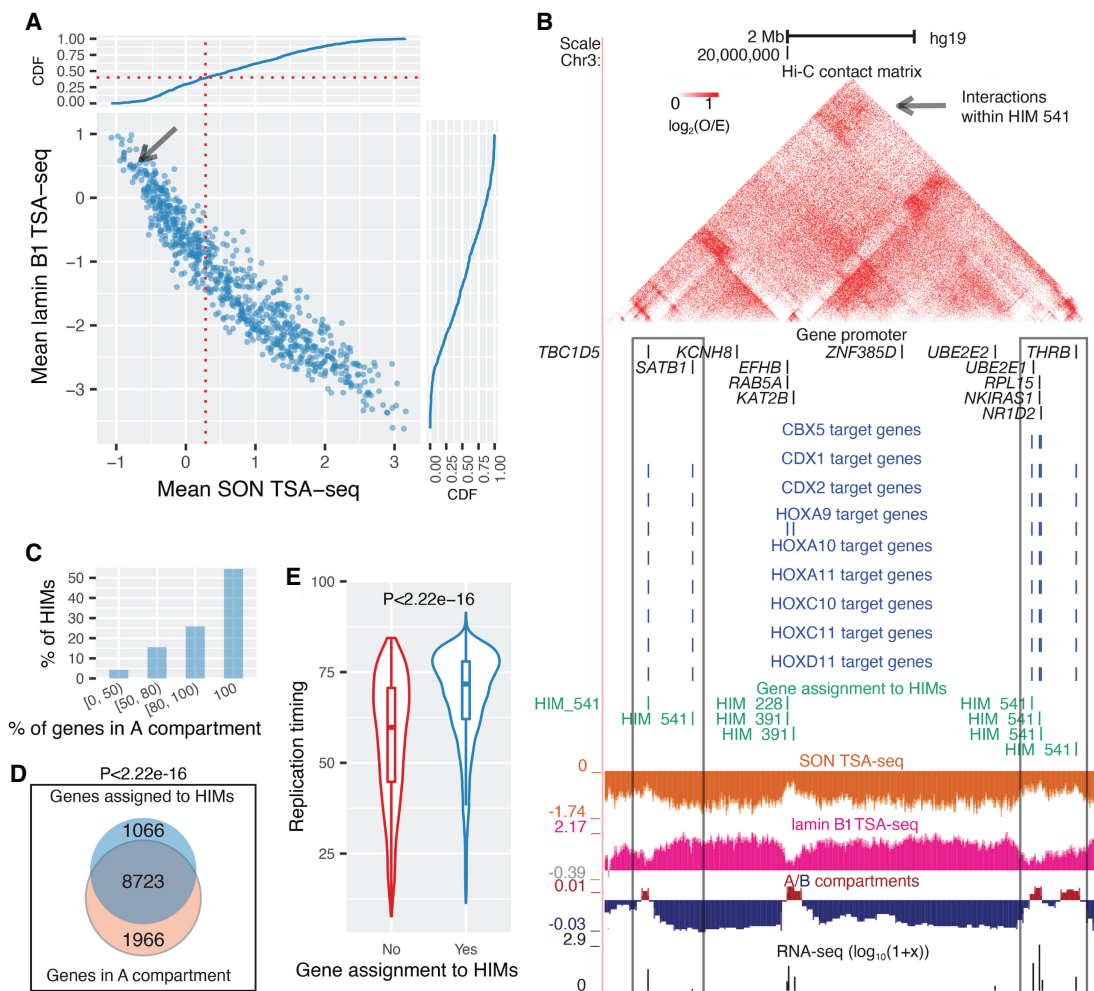 A
CDF
1.00
0.75
0.50
0.25
0.00
Mean lamin B1 TSA−seq
1
0
−1
−2
−3
−1 0 1 2 3
Mean SON TSA−seq
0.00 0.25 0.50 0.75 1.00
CDF
B
Scale
Chr3:
2 Mb
hg19
20,000,000
Hi-C contact matrix
0 1
log2(O/E)
Interactions
within HIM 541
Gene promoter
TBC1D5 KCNH8 ZNF385D UBE2E2 THRB
SATB1 EFHB UBE2E1
RAB5A RPL15
KAT2B NKIRAS1
NR1D2
CBX5 target genes
CDX1 target genes
CDX2 target genes
HOXA9 target genes
HOXA10 target genes
HOXA11 target genes
HOXC10 target genes
HOXC11 target genes
HOXD11 target genes
Gene assignment to HIMs
HIM_541 HIM 228 HIM 541
HIM 541 HIM 391 HIM 541
HIM 391 HIM 541
HIM 541
SON TSA-seq
0
-1.74
lamin B1 TSA-seq
2.17
-0.39
A/B compartments
0.01
-0.03
RNA-seq (log10(1+x))
2.9
0
C
% of HIMs
50
40
30
20
10
0
[0, 50) [50, 80) [80, 100) 100
% of genes in A compartment
D
P<2.22e-16
Genes assigned to HIMs
1066
8723
1966
Genes in A compartment
E
Replication timing
100
75
50
25
P<2.22e−16
No Yes
Gene assignment to HIMs